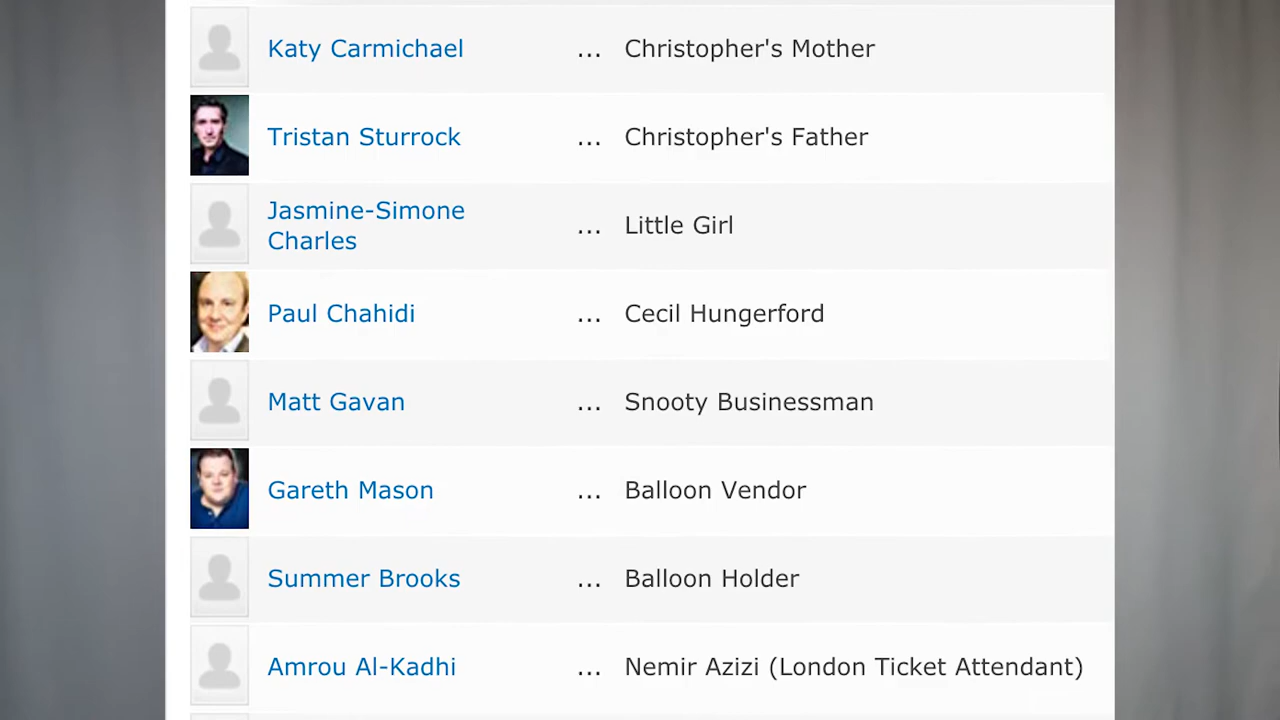 Katy Carmichael ... Christopher's Mother
Tristan Sturrock ... Christopher's Father
Jasmine-Simone
Charles ... Little Girl
Paul Chahidi ... Cecil Hungerford
Matt Gavan ... Snooty Businessman
Gareth Mason ... Balloon Vendor
Summer Brooks ... Balloon Holder
Amrou Al-Kadhi ... Nemir Azizi (London Ticket Attendant)